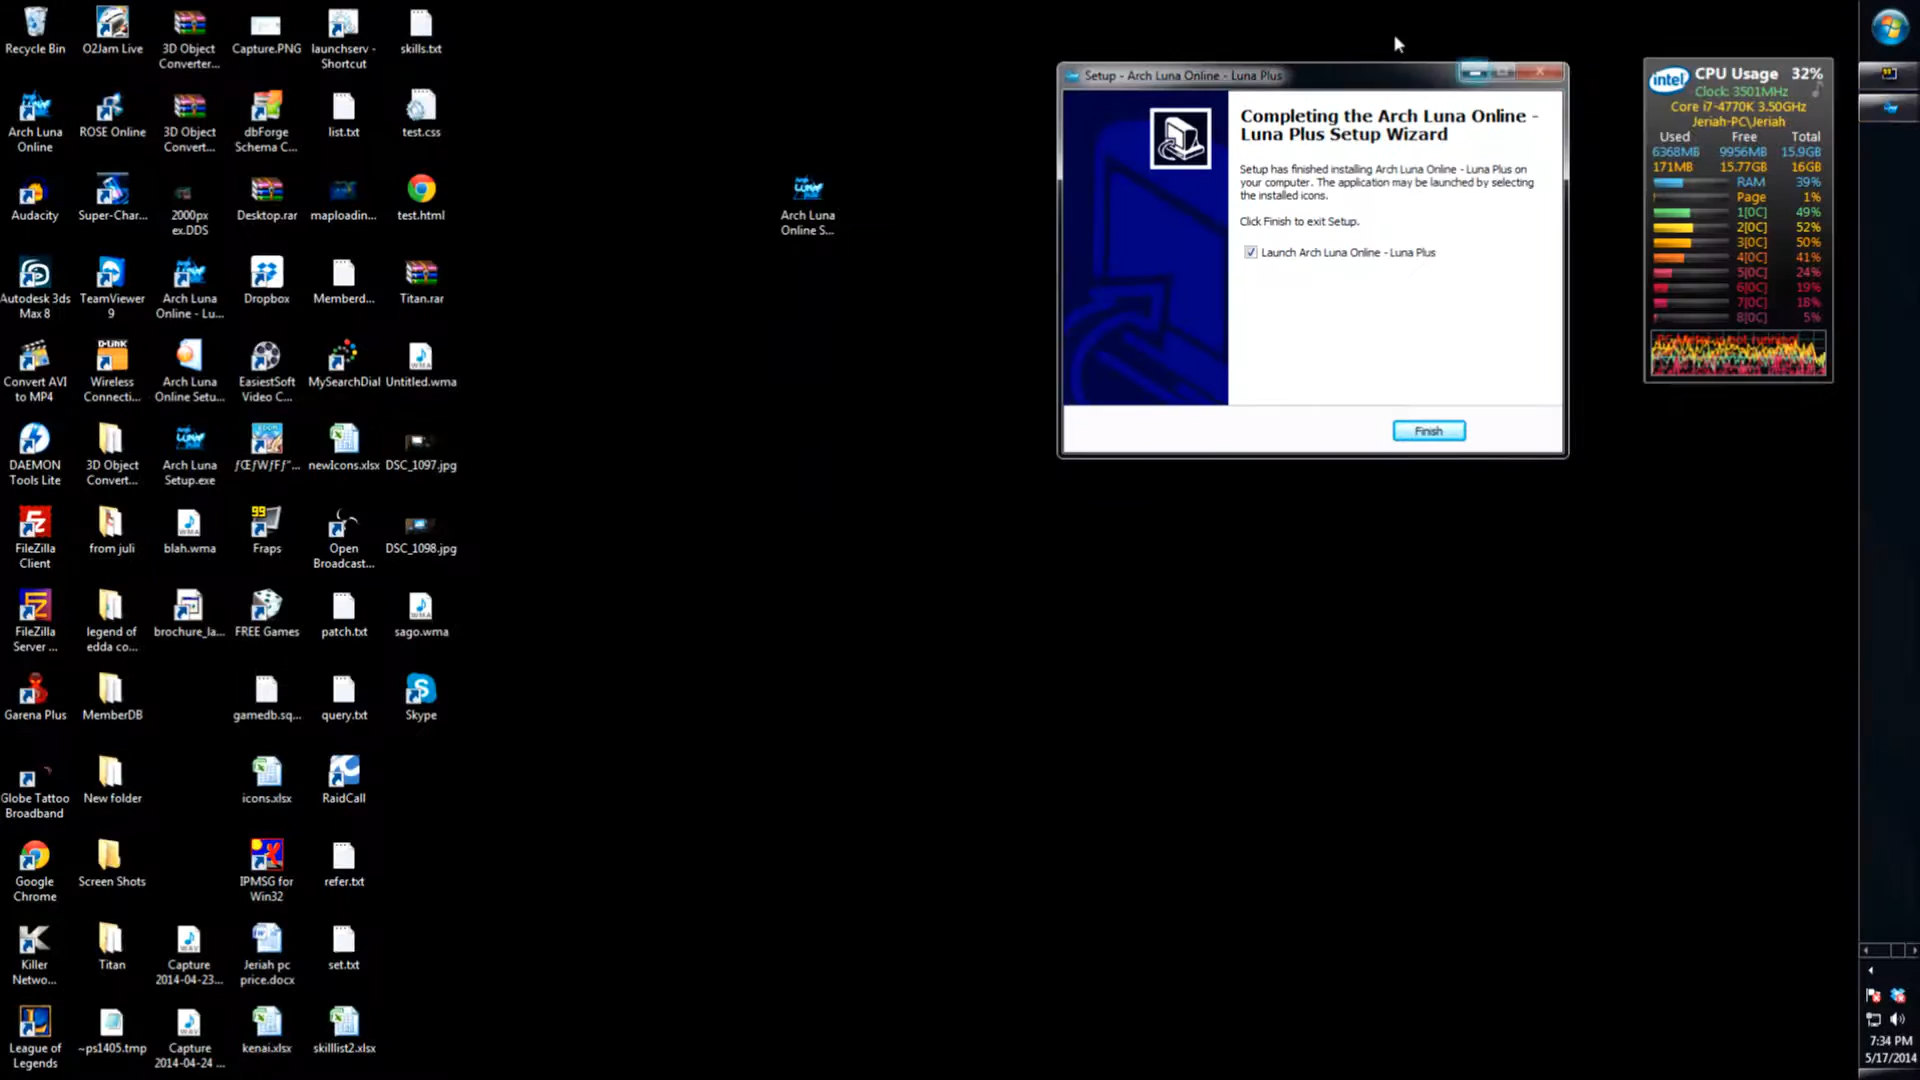 Recycle Bin
O2Jam Live
3D Object
Converter...
Capture.PNG
launchserv -
Shortcut
skills.txt
Arch Luna
Online
ROSE Online
3D Object
Convert...
dbForge
Schema C...
list.txt
test.css
Audacity
Super-Char...
2000px
ex.DDS
Desktop.rar
maploadin...
test.html
Autodesk 3ds
Max 8
TeamViewer
9
Arch Luna
Online - Lu...
Dropbox
Memberd...
Titan.rar
Convert AVI
to MP4
D-Link
Wireless
Connecti...
Arch Luna
Online Setu...
EasiestSoft
Video C...
MySearchDial
Untitled.wma
DAEMON
Tools Lite
3D Object
Convert...
Arch Luna
Setup.exe
ƒŒƒWƒFƒ“...
newIcons.xlsx
DSC_1097.jpg
FileZilla
Client
from juli
blah.wma
99
Fraps
Open
Broadcast...
DSC_1098.jpg
FileZilla
Server ...
legend of
edda co...
brochure_la...
FREE Games
patch.txt
sago.wma
Garena Plus
MemberDB
gamedb.sq...
query.txt
Skype
Globe Tattoo
Broadband
New folder
icons.xlsx
RaidCall
Google
Chrome
Screen Shots
IPMSG for
Win32
refer.txt
Killer
Netwo...
Titan
Capture
2014-04-23...
Jeriah pc
price.docx
set.txt
League of
Legends
~ps1405.tmp
Capture
2014-04-24 ...
kenai.xlsx
skilllist2.xlsx
Arch Luna
Online S...
Setup - Arch Luna Online - Luna Plus
Completing the Arch Luna Online -
Luna Plus Setup Wizard
Setup has finished installing Arch Luna Online - Luna Plus on
your computer. The application may be launched by selecting
the installed icons.
Click Finish to exit Setup.
Launch Arch Luna Online - Luna Plus
Finish
intel
CPU Usage 32%
Clock: 3501MHz
Core i7-4770K 3.50GHz
Jeriah-PC\Jeriah
Used Free Total
6368MB 9956MB 15.9GB
171MB 15.77GB 16GB
RAM 39%
Page 1%
1[0C] 49%
2[0C] 52%
3[0C] 50%
4[0C] 41%
5[0C] 24%
6[0C] 19%
7[0C] 18%
8[0C] 5%
7:34 PM
5/17/2014